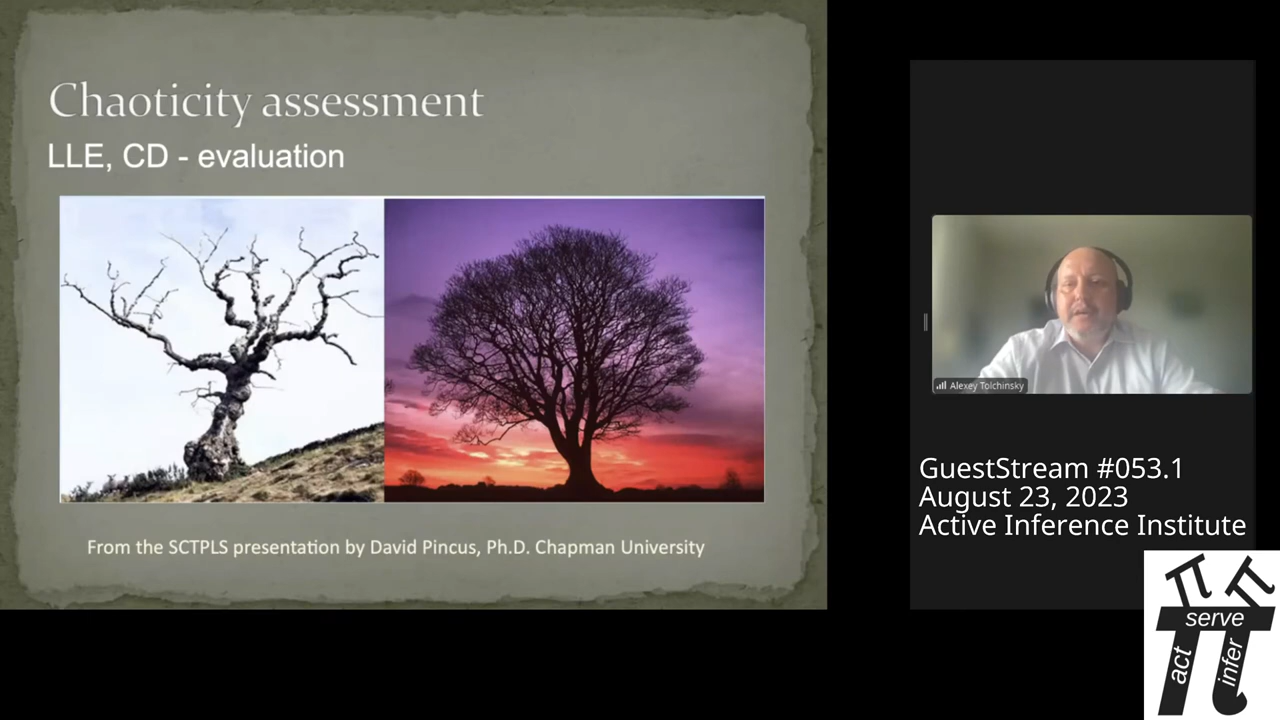 Chaoticity assessment
LLE, CD - evaluation
From the SCTPLS presentation by David Pincus, Ph.D. Chapman University
Alexey Tolchinsky
GuestStream #053.1
August 23, 2023
Active Inference Institute
π π
serve
π
act
infer